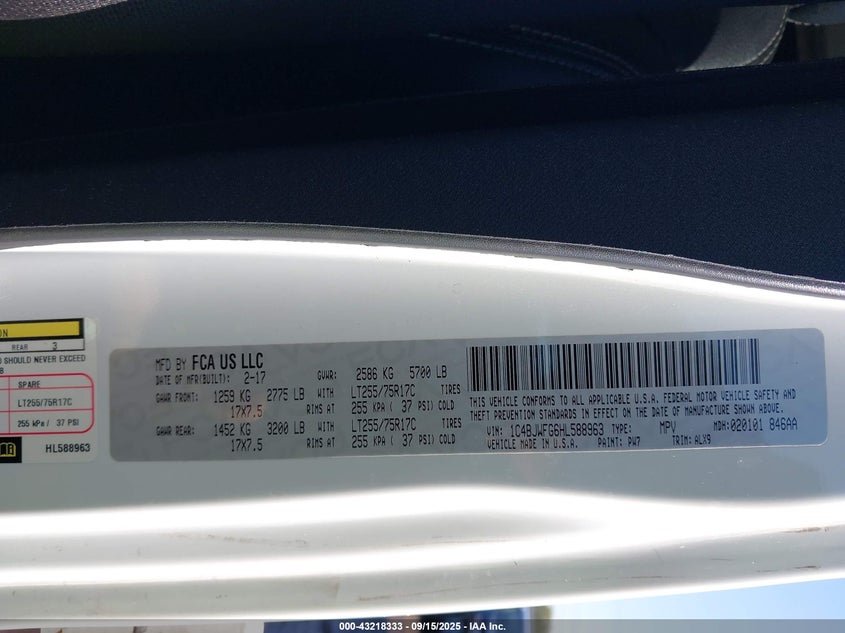 ON
REAR 3
D SHOULD NEVER EXCEED
SPARE
LT255/75R17C
255 kPa / 37 PSI
HL588963
MFD BY FCA US LLC
DATE OF MFR(BUILT): 2-17 GVWR: 2586 KG 5700 LB
GAWR FRONT: 1259 KG 2775 LB WITH LT255/75R17C TIRES
17X7.5 RIMS AT 255 KPA ( 37 PSI) COLD
GAWR REAR: 1452 KG 3200 LB WITH LT255/75R17C TIRES
17X7.5 RIMS AT 255 KPA ( 37 PSI) COLD
THIS VEHICLE CONFORMS TO ALL APPLICABLE U.S.A. FEDERAL MOTOR VEHICLE SAFETY AND
THEFT PREVENTION STANDARDS IN EFFECT ON THE DATE OF MANUFACTURE SHOWN ABOVE.
VIN: 1C4BJWFG6HL588963 TYPE: MPV MDH: 020101 846AA
VEHICLE MADE IN U.S.A. PAINT: PW7 TRIM: ALX9
000-43218333 - 09/15/2025 - IAA Inc.